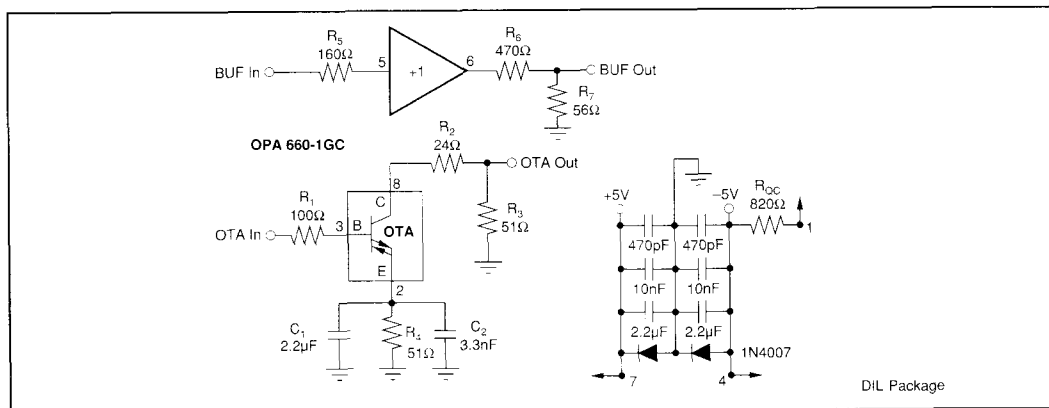 R5
160Ω
BUF In
5
+1
6
R6
470Ω
BUF Out
R7
56Ω
OPA 660-1GC
R2
24Ω
OTA Out
8
C
R1
100Ω
OTA In
3
B
OTA
E
2
R3
51Ω
C1
2.2µF
R4
51Ω
C2
3.3nF
+5V
–5V
RQC
820Ω
1
470pF
470pF
10nF
10nF
2.2µF
2.2µF
1N4007
7
4
DIL Package